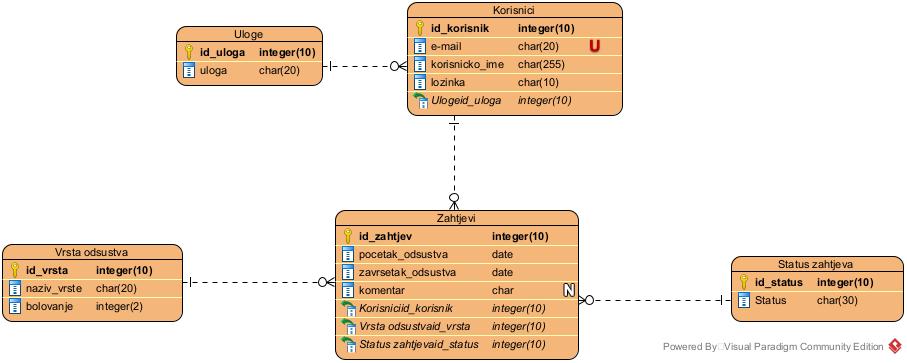 Uloge
id_uloga integer(10)
uloga char(20)
Korisnici
id_korisnik integer(10)
e-mail char(20) U
korisnicko_ime char(255)
lozinka char(10)
Ulogeid_uloga integer(10)
Vrsta odsustva
id_vrsta integer(10)
naziv_vrste char(20)
bolovanje integer(2)
Zahtjevi
id_zahtjev integer(10)
pocetak_odsustva date
zavrsetak_odsustva date
komentar char N
Korisniciid_korisnik integer(10)
Vrsta odsustvaid_vrsta integer(10)
Status zahtjevaid_status integer(10)
Status zahtjeva
id_status integer(10)
Status char(30)
Powered By Visual Paradigm Community Edition